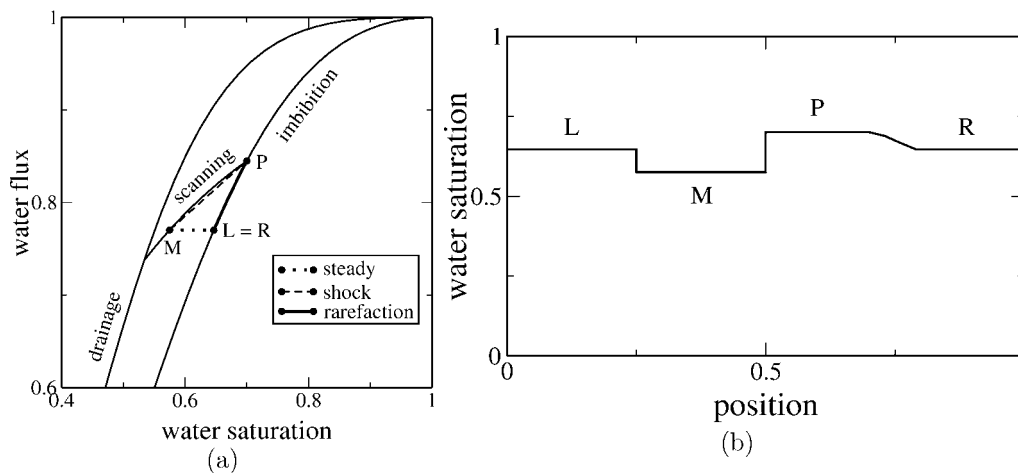 1
0.8
0.6
0.4
0.6
0.8
1
water flux
water saturation
drainage
scanning
imbibition
P
M
L = R
steady
shock
rarefaction
(a)
1
0.5
0
0
0.5
water saturation
position
L
M
P
R
(b)